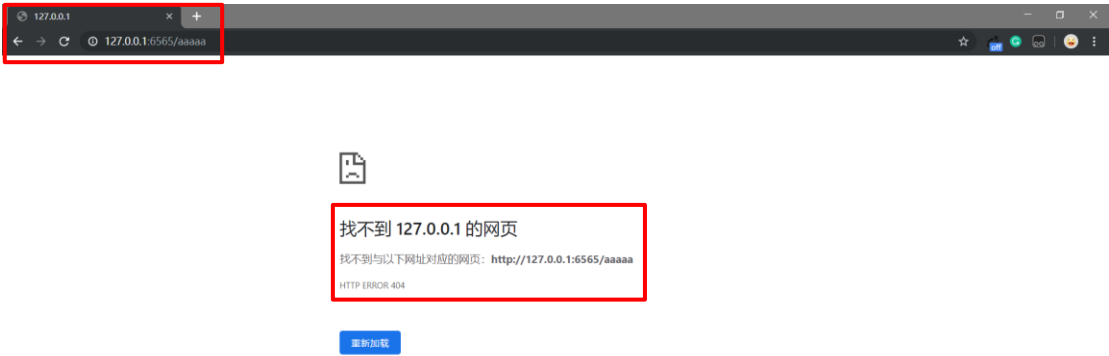 127.0.0.1
127.0.0.1:6565/aaaaa
off
找不到 127.0.0.1 的网页
找不到与以下网址对应的网页：http://127.0.0.1:6565/aaaaa
HTTP ERROR 404
重新加载